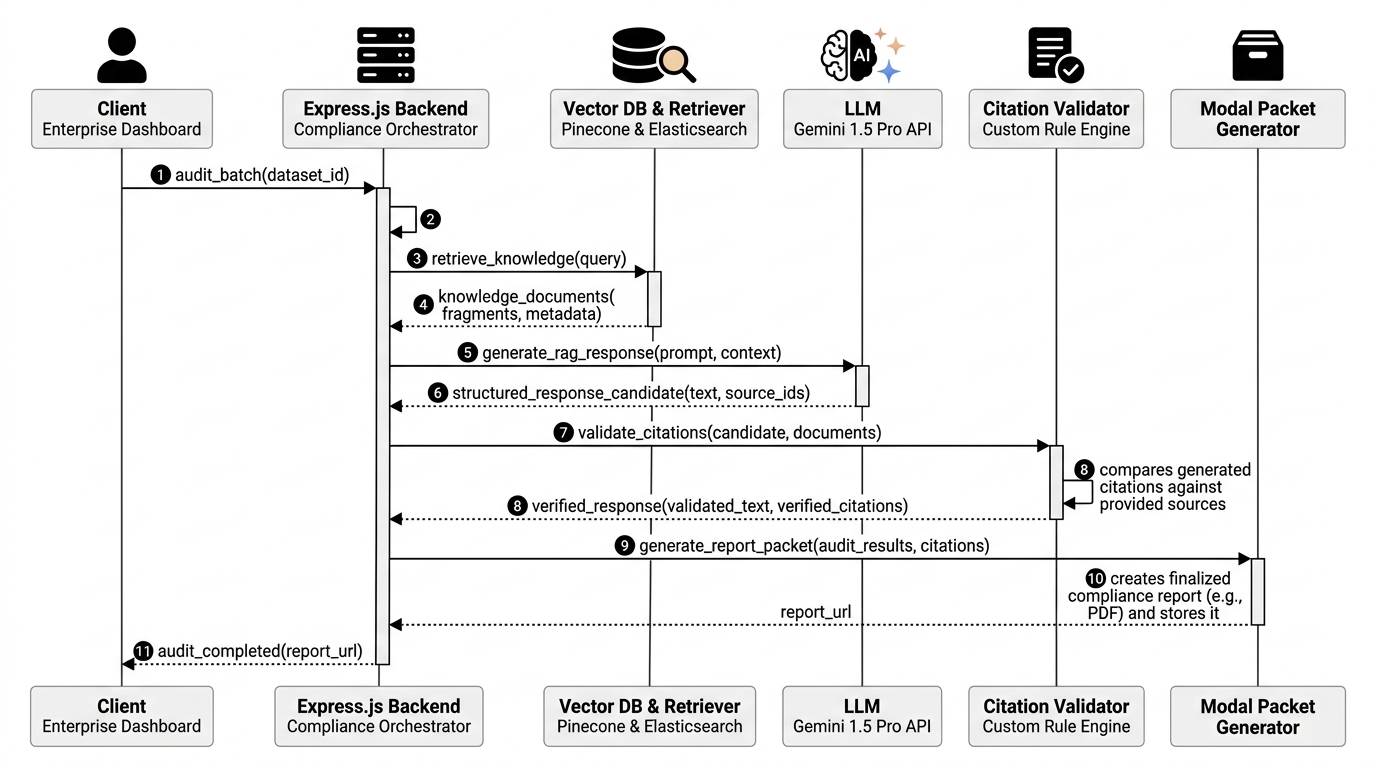 AI
Client
Enterprise Dashboard
Express.js Backend
Compliance Orchestrator
Vector DB & Retriever
Pinecone & Elasticsearch
LLM
Gemini 1.5 Pro API
Citation Validator
Custom Rule Engine
Modal Packet
Generator
1 audit_batch(dataset_id)
2
3 retrieve_knowledge(query)
4 knowledge_documents(
fragments, metadata)
5 generate_rag_response(prompt, context)
6 structured_response_candidate(text, source_ids)
7 validate_citations(candidate, documents)
8 compares generated
citations against
provided sources
8 verified_response(validated_text, verified_citations)
9 generate_report_packet(audit_results, citations)
10 creates finalized
compliance report (e.g.,
PDF) and stores it
report_url
11 audit_completed(report_url)
Client
Enterprise Dashboard
Express.js Backend
Compliance Orchestrator
Vector DB & Retriever
Pinecone & Elasticsearch
LLM
Gemini 1.5 Pro API
Citation Validator
Custom Rule Engine
Modal Packet
Generator